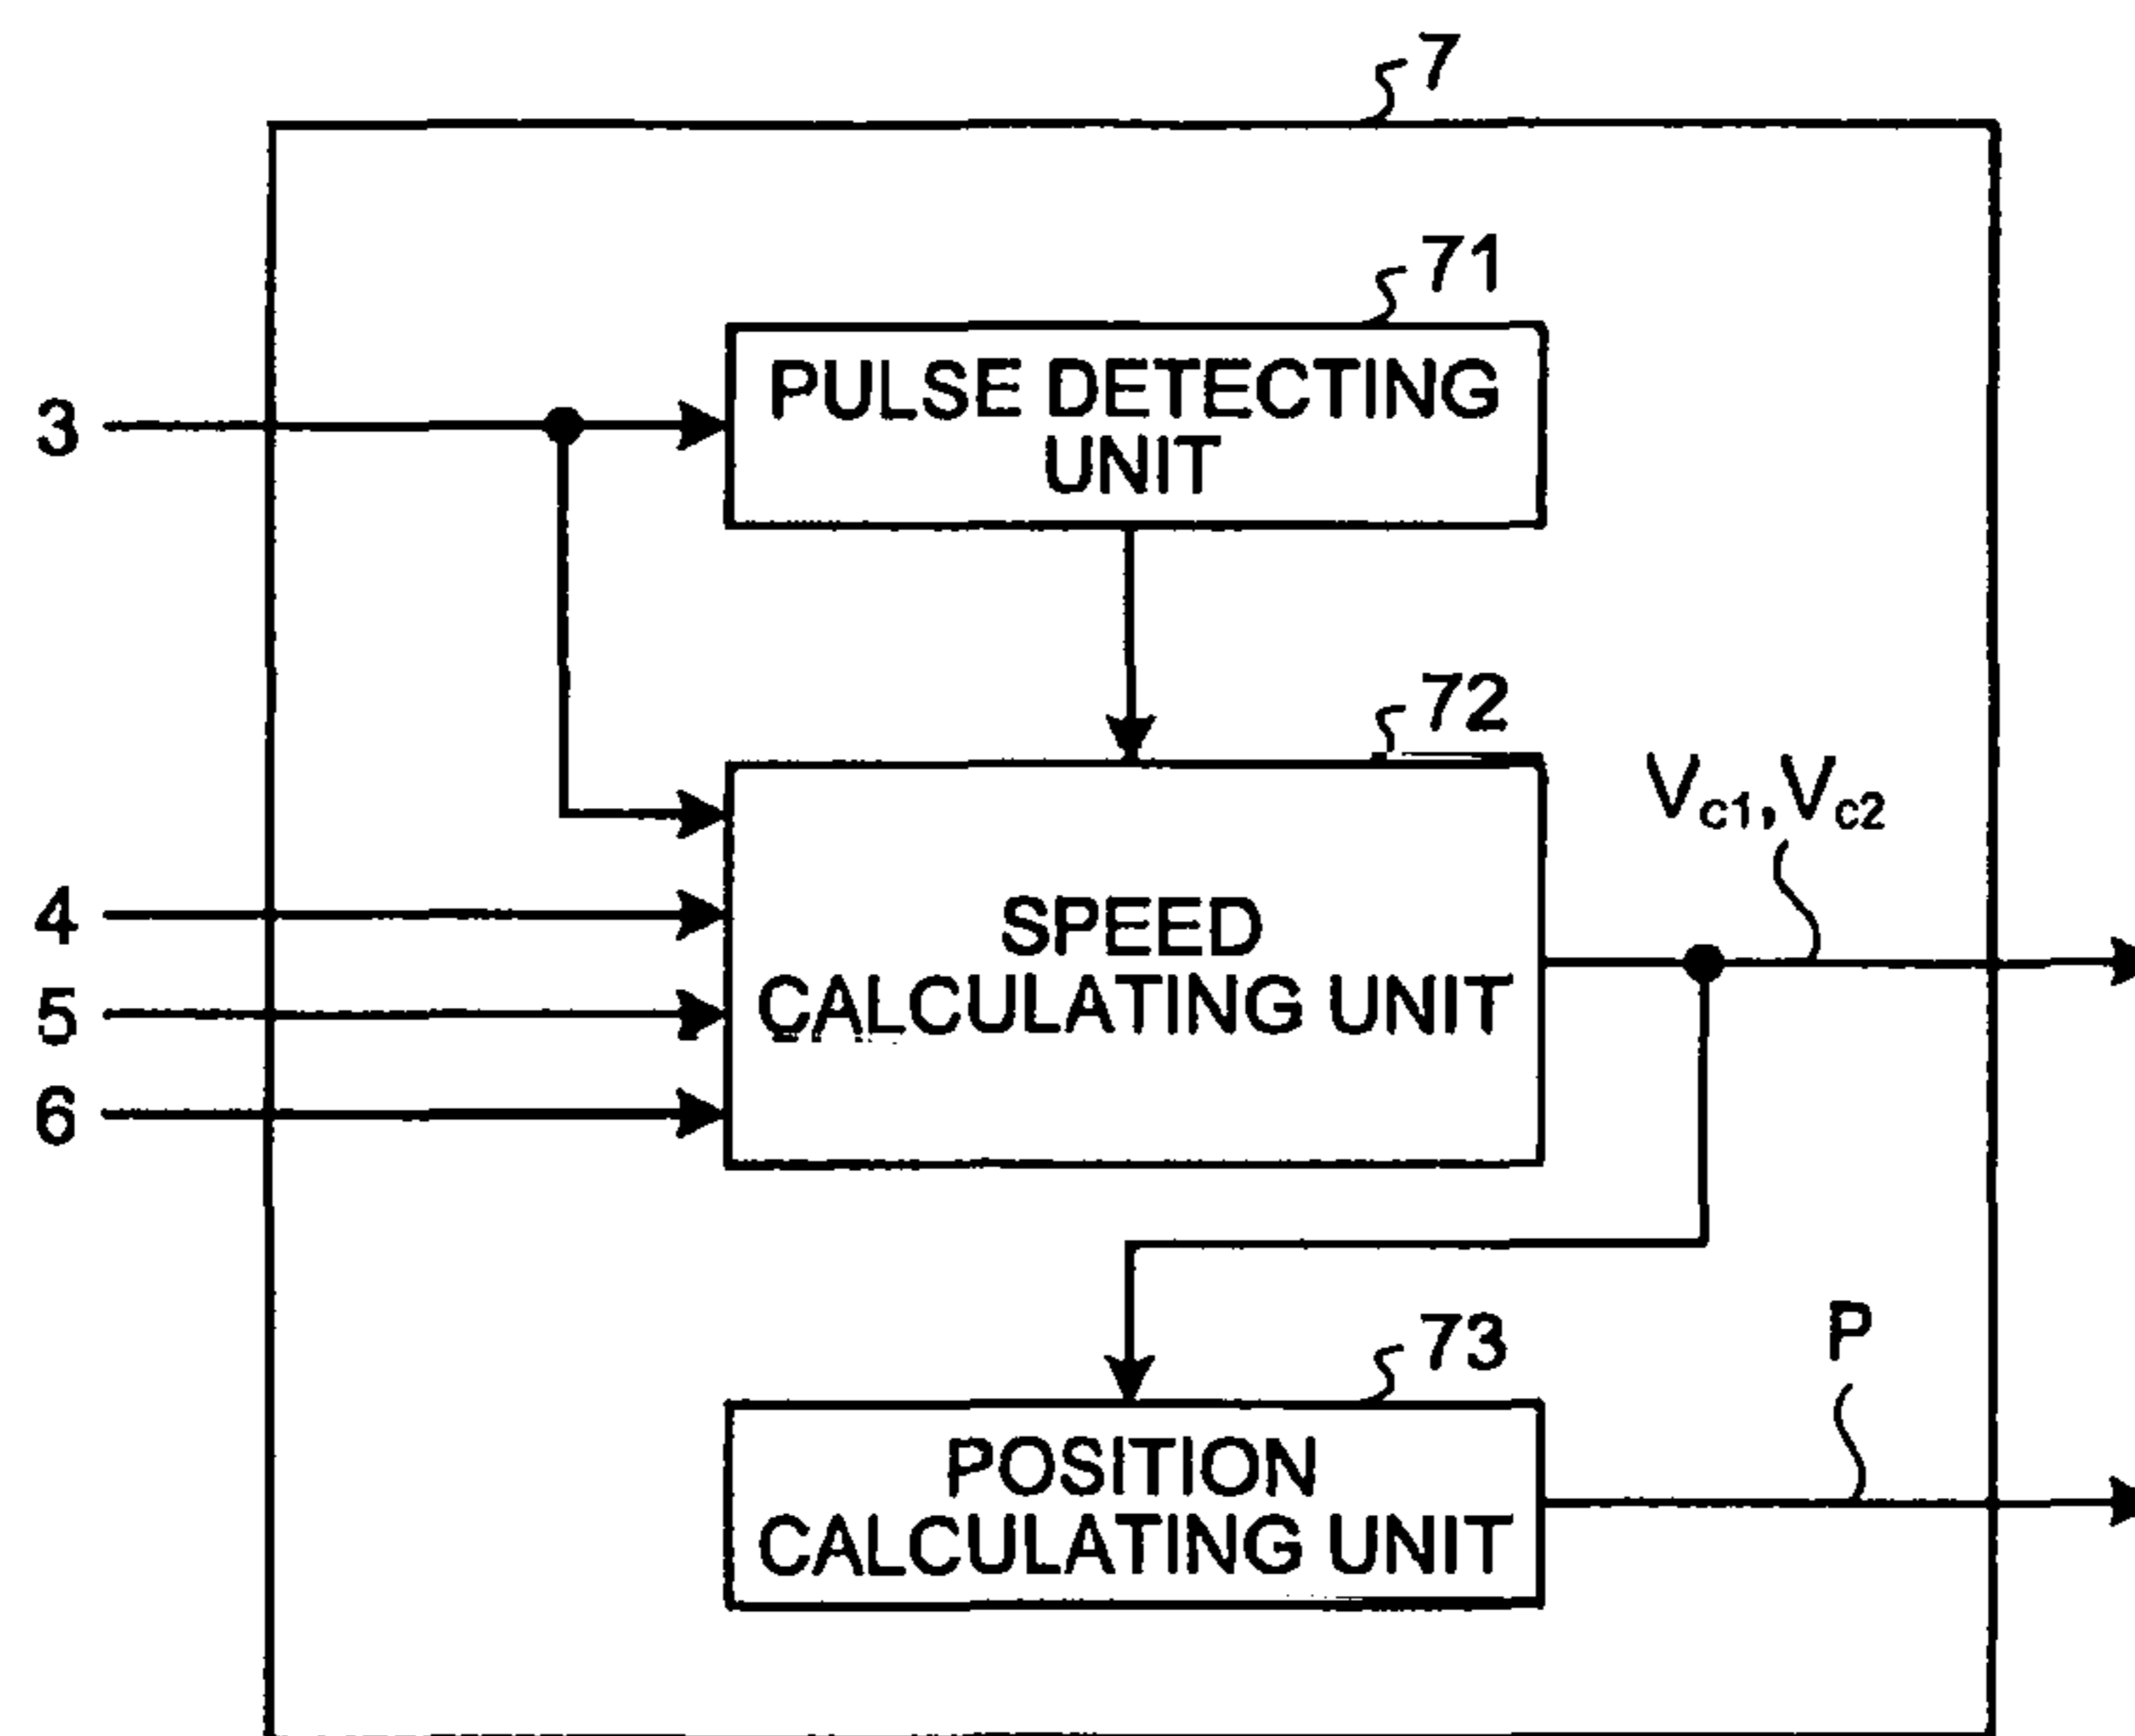 7
71
PULSE DETECTING
UNIT
3
72
Vc1,Vc2
4
SPEED
CALCULATING UNIT
5
6
73
P
POSITION
CALCULATING UNIT